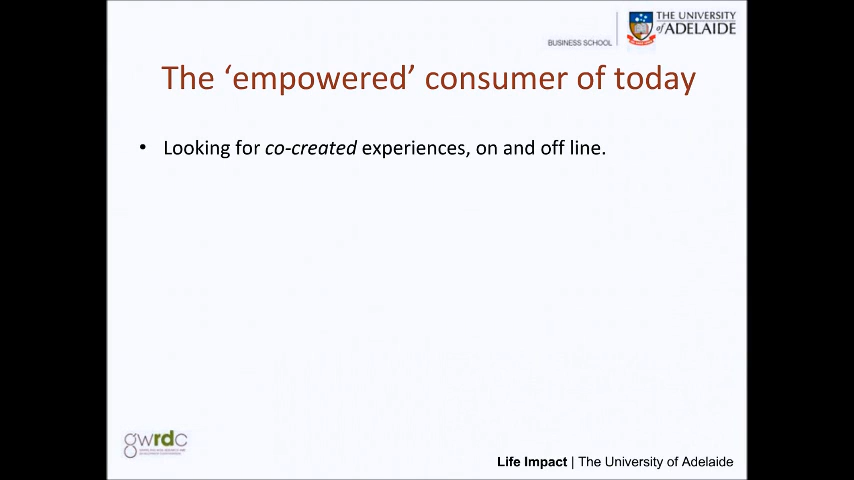 THE UNIVERSITY
of ADELAIDE
BUSINESS SCHOOL
The ‘empowered’ consumer of today
• Looking for co-created experiences, on and off line.
gwrdc
Life Impact | The University of Adelaide